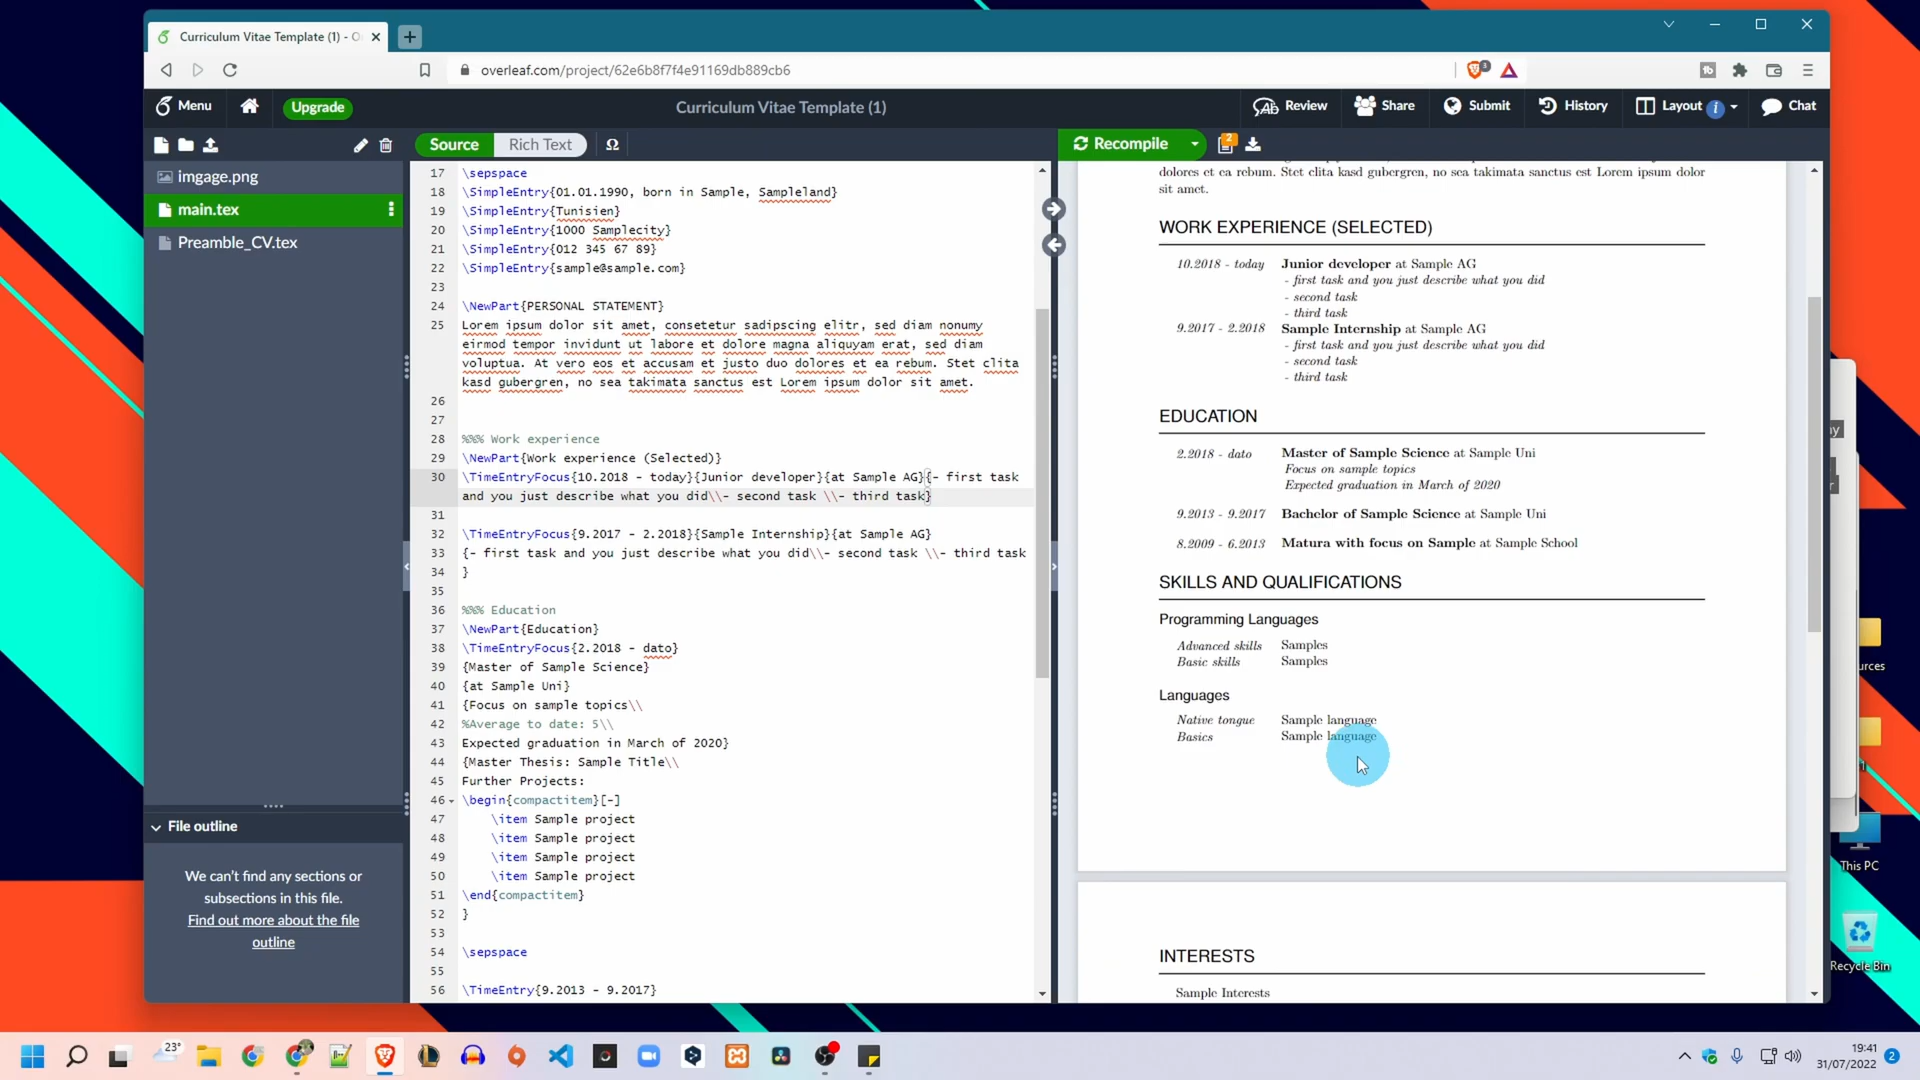 Curriculum Vitae Template (1) - O
overleaf.com/project/62e6b8f7f4e91169db889cb6
3
Menu
Upgrade
Curriculum Vitae Template (1)
Review
Share
Submit
History
Layout
Chat
Source
Rich Text
Ω
Recompile
2
imgage.png
main.tex
Preamble_CV.tex
File outline
We can't find any sections or
subsections in this file.
Find out more about the file
outline
17 \sepspace
18 \SimpleEntry{01.01.1990, born in Sample, Sampleland}
19 \SimpleEntry{Tunisien}
20 \SimpleEntry{1000 Samplecity}
21 \SimpleEntry{012 345 67 89}
22 \SimpleEntry{sample@sample.com}
23
24 \NewPart{PERSONAL STATEMENT}
25 Lorem ipsum dolor sit amet, consetetur sadipscing elitr, sed diam nonumy
eirmod tempor invidunt ut labore et dolore magna aliquyam erat, sed diam
voluptua. At vero eos et accusam et justo duo dolores et ea rebum. Stet clita
kasd gubergren, no sea takimata sanctus est Lorem ipsum dolor sit amet.
26
27
28 %%% Work experience
29 \NewPart{Work experience (Selected)}
30 \TimeEntryFocus{10.2018 - today}{Junior developer}{at Sample AG}{- first task
and you just describe what you did\\- second task \\- third task}
31
32 \TimeEntryFocus{9.2017 - 2.2018}{Sample Internship}{at Sample AG}
33 {- first task and you just describe what you did\\- second task \\- third task
34 }
35
36 %%% Education
37 \NewPart{Education}
38 \TimeEntryFocus{2.2018 - dato}
39 {Master of Sample Science}
40 {at Sample Uni}
41 {Focus on sample topics\\
42 %Average to date: 5\\
43 Expected graduation in March of 2020}
44 {Master Thesis: Sample Title\\
45 Further Projects:
46 \begin{compactitem}[-]
47 \item Sample project
48 \item Sample project
49 \item Sample project
50 \item Sample project
51 \end{compactitem}
52 }
53
54 \sepspace
55
56 \TimeEntry{9.2013 - 9.2017}
dolores et ea rebum. Stet clita kasd gubergren, no sea takimata sanctus est Lorem ipsum dolor
sit amet.
WORK EXPERIENCE (SELECTED)
10.2018 - today Junior developer at Sample AG
- first task and you just describe what you did
- second task
- third task
9.2017 - 2.2018 Sample Internship at Sample AG
- first task and you just describe what you did
- second task
- third task
EDUCATION
2.2018 - dato Master of Sample Science at Sample Uni
Focus on sample topics
Expected graduation in March of 2020
9.2013 - 9.2017 Bachelor of Sample Science at Sample Uni
8.2009 - 6.2013 Matura with focus on Sample at Sample School
SKILLS AND QUALIFICATIONS
Programming Languages
Advanced skills Samples
Basic skills Samples
Languages
Native tongue Sample language
Basics Sample language
INTERESTS
Sample Interests
This PC
Recycle Bin
23°
19:41
31/07/2022
2